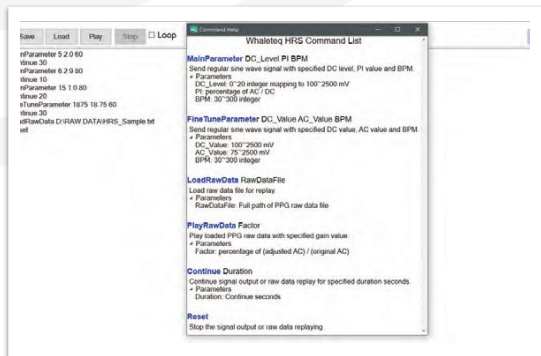 Save Load Play Stop Loop
nParameter 5 2.0 60
ntinue 30
nParameter 6 2.9 80
ntinue 10
nParameter 15 1.0 80
ntinue 20
eTuneParameter 1875 18.75 60
ntinue 30
adRawData D:\RAW DATA\HRS_Sample.txt
set
Command Help
Whaleteq HRS Command List
MainParameter DC_Level PI BPM
Send regular sine wave signal with specified DC level, PI value and BPM.
Parameters
DC_Level: 0~20 integer mapping to 100~2500 mV
PI: percentage of AC / DC
BPM: 30~300 integer
FineTuneParameter DC_Value AC_Value BPM
Send regular sine wave signal with specified DC value, AC value and BPM
Parameters
DC_Value: 100~2500 mV
AC_Value: 75~2500 mV
BPM: 30~300 integer
LoadRawData RawDataFile
Load raw data file for replay.
Parameters
RawDataFile: Full path of PPG raw data file
PlayRawData Factor
Play loaded PPG raw data with specified gain value
Parameters
Factor: percentage of (adjusted AC) / (original AC)
Continue Duration
Continue signal output or raw data replay for specified duration seconds.
Parameters
Duration: Continue seconds
Reset
Stop the signal output or raw data replaying